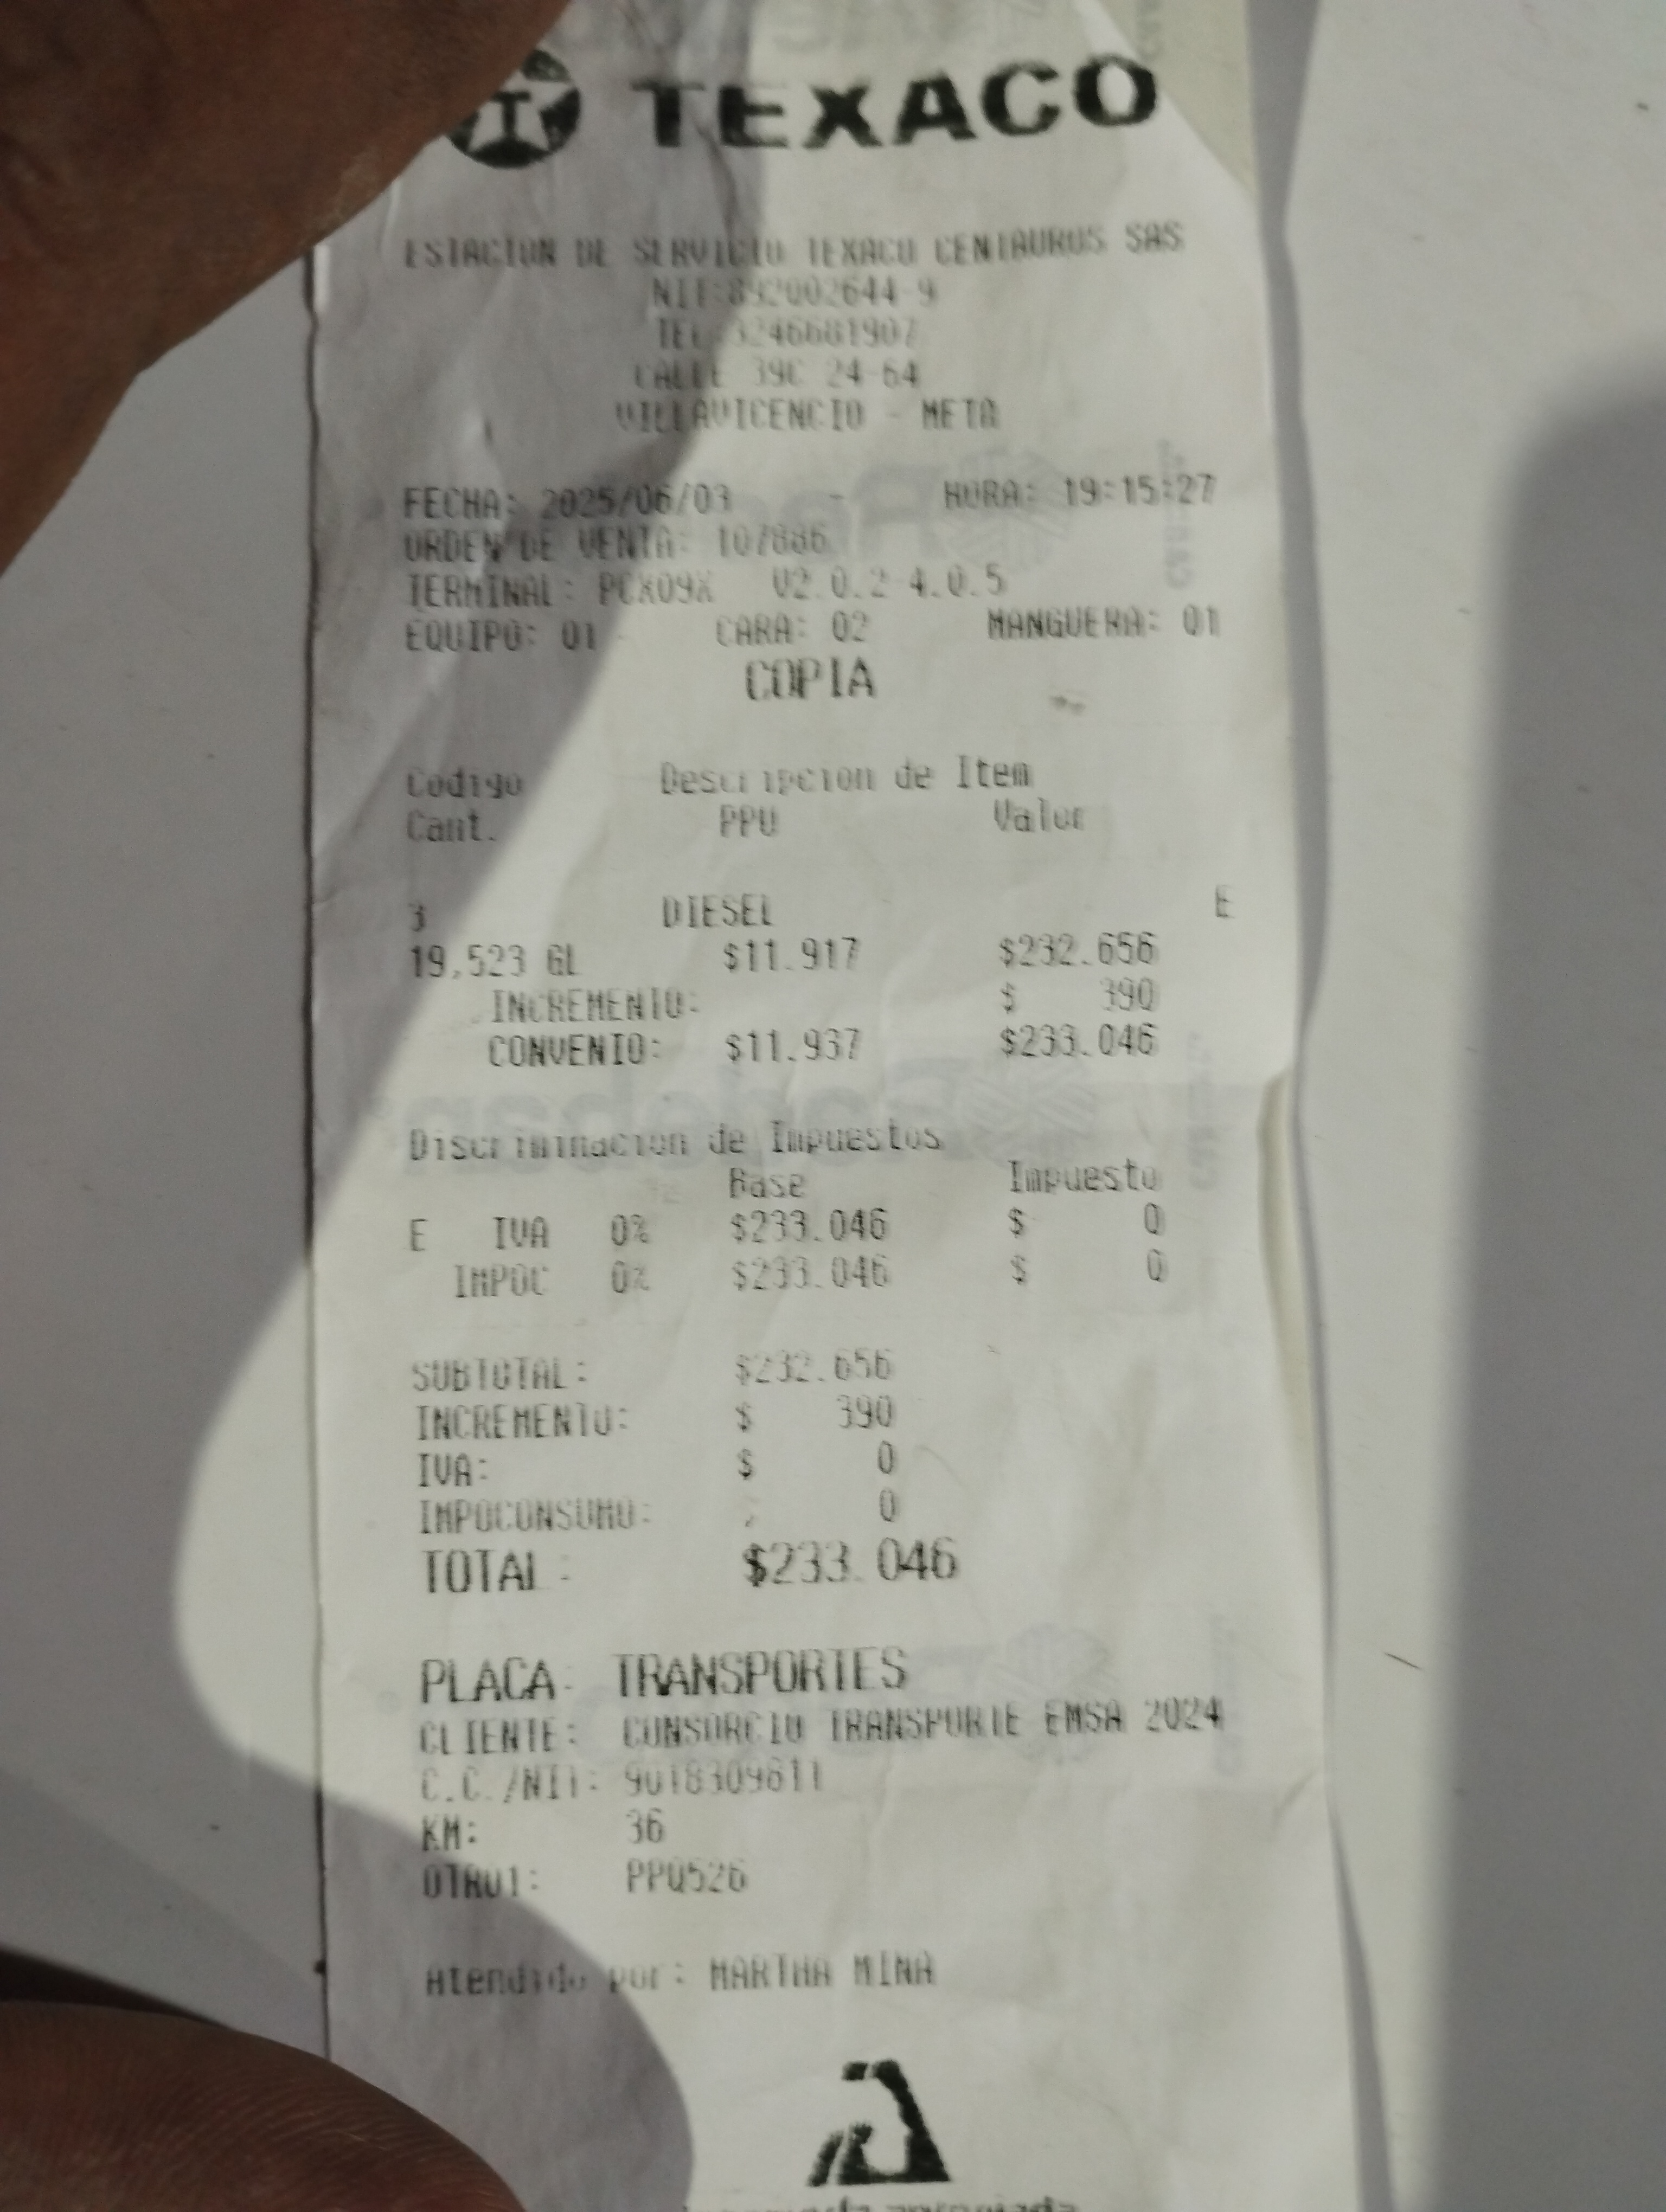 TEXACO
ESTACION DE SERVICIO TEXACO CENTAUROS SAS
NIT:892002644-9
TEL:3246681907
CALLE 39C 24-64
VILLAVICENCIO - META
FECHA: 2025/06/03 - HORA: 19:15:27
ORDEN DE VENTA: 107886
TERMINAL: PCX09X V2.0.2-4.0.5
EQUIPO: 01 CARA: 02 MANGUERA: 01
COPIA
Codigo Descripcion de Item
Cant. PPU Valor
3 DIESEL E
19,523 GL $11.917 $232.656
INCREMENTO: $ 390
CONVENIO: $11.937 $233.046
Discriminacion de Impuestos
Base Impuesto
E IVA 0% $233.046 $ 0
IMPOC 0% $233.046 $ 0
SUBTOTAL: $232.656
INCREMENTO: $ 390
IVA: $ 0
IMPOCONSUMO: $ 0
TOTAL: $233.046
PLACA: TRANSPORTES
CLIENTE: CONSORCIO TRANSPORTE EMSA 2024
C.C./NIT: 9018309611
KM: 36
OTRO1: PPQ526
Atendido por: MARTHA MINA